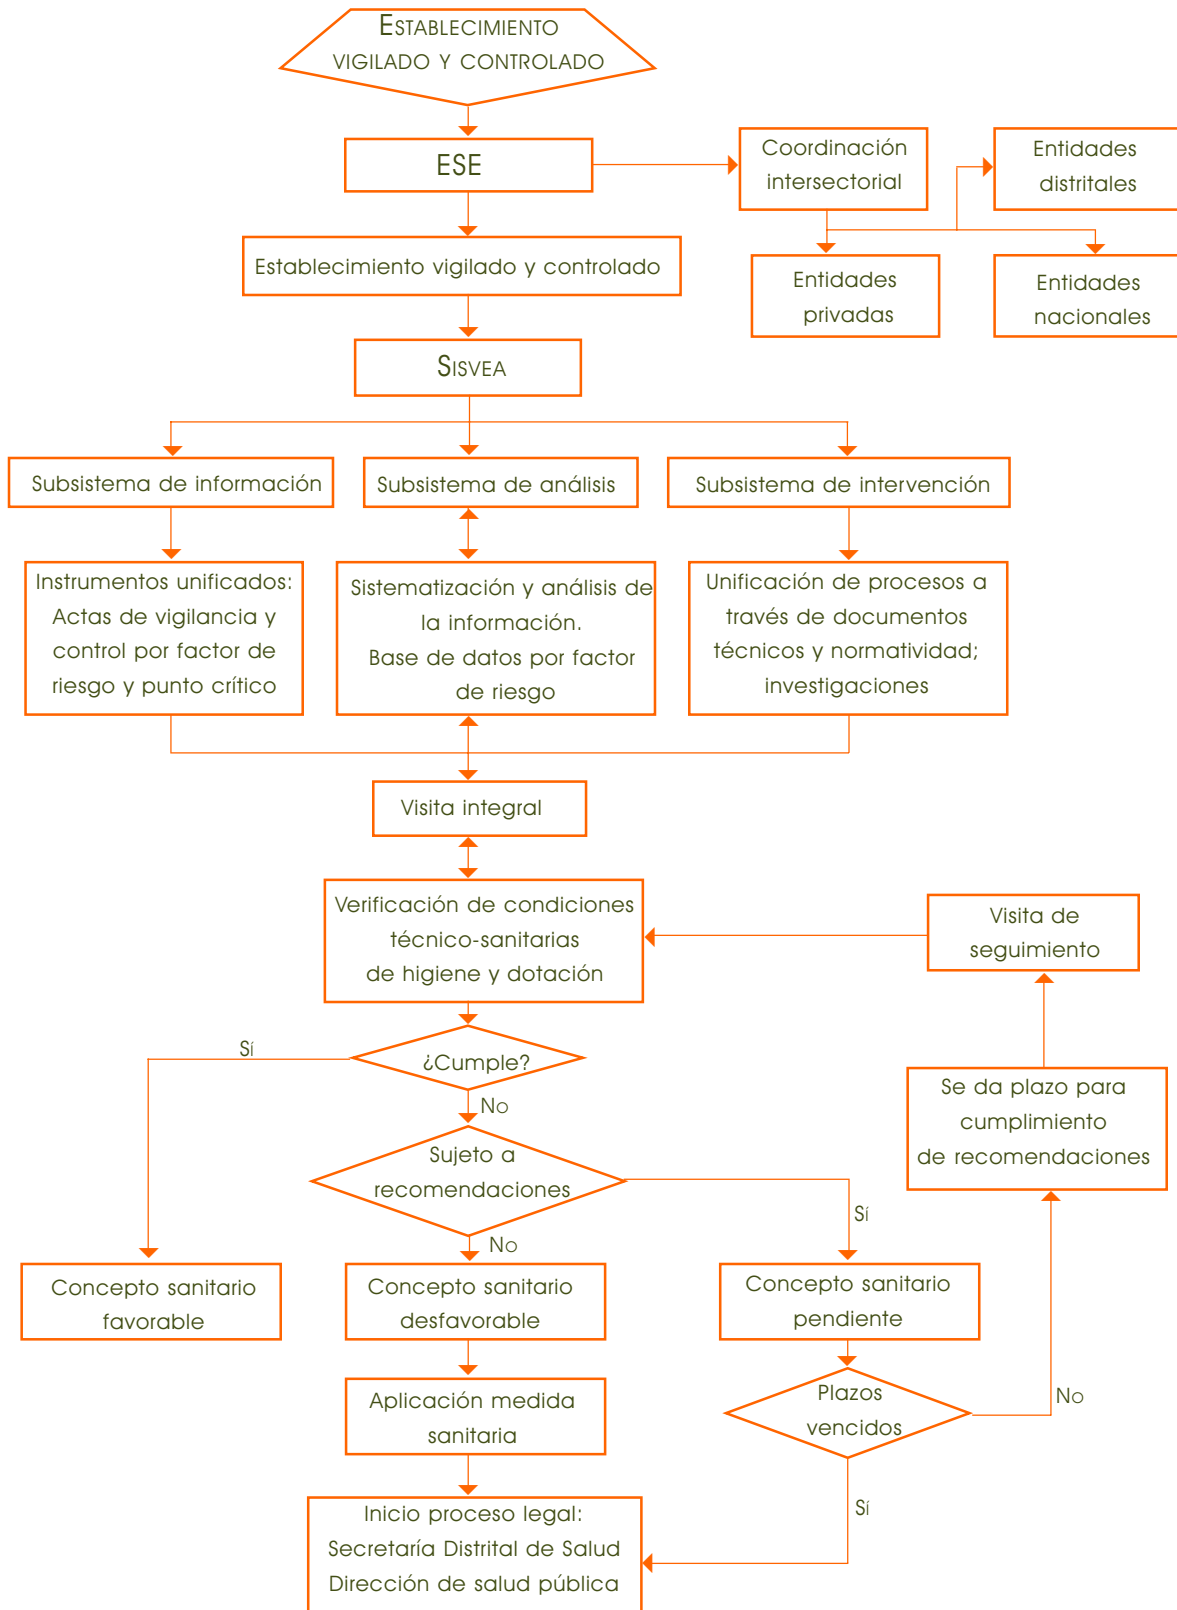 ESTABLECIMIENTO
VIGILADO Y CONTROLADO
ESE
Coordinación
intersectorial
Entidades
distritales
Establecimiento vigilado y controlado
Entidades
privadas
Entidades
nacionales
SISVEA
Subsistema de información
Subsistema de análisis
Subsistema de intervención
Instrumentos unificados:
Actas de vigilancia y
control por factor de
riesgo y punto crítico
Sistematización y análisis de
la información.
Base de datos por factor
de riesgo
Unificación de procesos a
través de documentos
técnicos y normatividad;
investigaciones
Visita integral
Verificación de condiciones
técnico-sanitarias
de higiene y dotación
Visita de
seguimiento
Sí
¿Cumple?
No
Se da plazo para
cumplimiento
de recomendaciones
Sujeto a
recomendaciones
Sí
No
Concepto sanitario
favorable
Concepto sanitario
desfavorable
Concepto sanitario
pendiente
Aplicación medida
sanitaria
Plazos
vencidos
No
Sí
Inicio proceso legal:
Secretaría Distrital de Salud
Dirección de salud pública